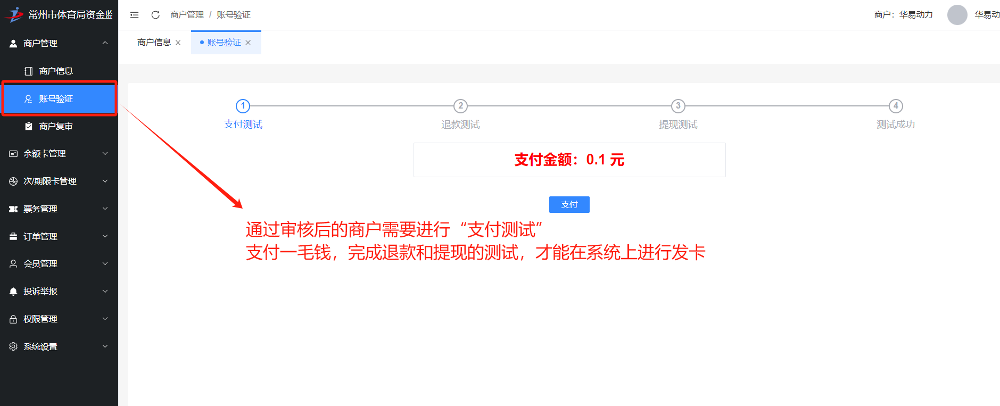 常州市体育局资金监
商户管理 / 账号验证
商户：华易动力
华易动
商户信息
账号验证
商户管理
商户信息
账号验证
商户复审
余额卡管理
次/期限卡管理
票务管理
订单管理
会员管理
投诉举报
权限管理
系统设置
1
2
3
4
支付测试
退款测试
提现测试
测试成功
支付金额：0.1 元
支付
通过审核后的商户需要进行“支付测试”
支付一毛钱，完成退款和提现的测试，才能在系统上进行发卡